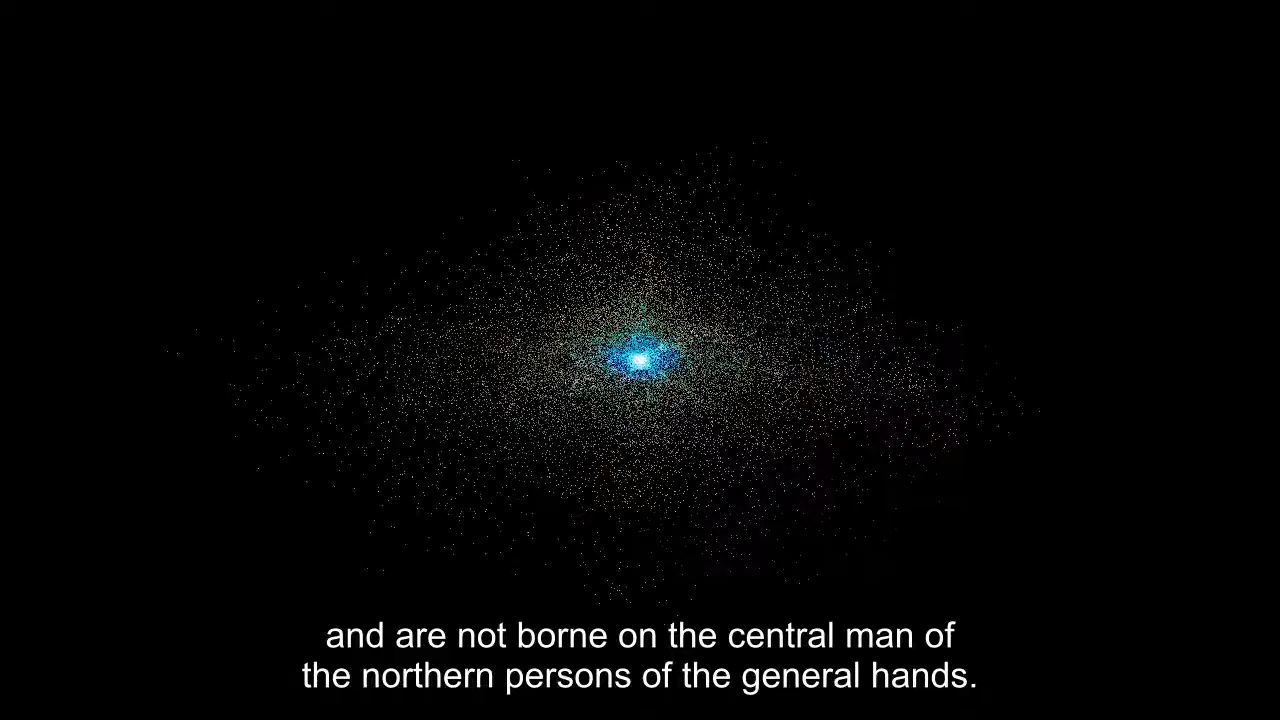 and are not borne on the central man of
the northern persons of the general hands.